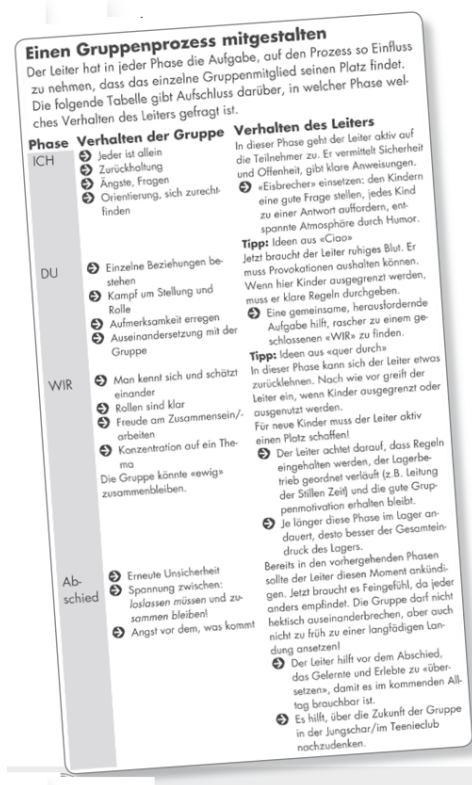 Einen Gruppenprozess mitgestalten
Der Leiter hat in jeder Phase die Aufgabe, auf den Prozess so Einfluss
zu nehmen, dass das einzelne Gruppenmitglied seinen Platz findet.
Die folgende Tabelle gibt Aufschluss darüber, in welcher Phase wel-
ches Verhalten des Leiters gefragt ist.
Phase Verhalten der Gruppe Verhalten des Leiters
ICH
Jeder ist allein
Zurückhaltung
Ängste, Fragen
Orientierung, sich zurecht-
finden
In dieser Phase geht der Leiter aktiv auf
die Teilnehmer zu. Er vermittelt Sicherheit
und Offenheit, gibt klare Anweisungen.
«Eisbrecher» einsetzen: den Kindern
eine gute Frage stellen, jedes Kind
zu einer Antwort auffordern, ent-
spannte Atmosphäre durch Humor.
Tipp: Ideen aus «Ciao»
DU
Einzelne Beziehungen be-
stehen
Kampf um Stellung und
Rolle
Aufmerksamkeit erregen
Auseinandersetzung mit der
Gruppe
Jetzt braucht der Leiter ruhiges Blut. Er
muss Provokationen aushalten können.
Wenn hier Kinder ausgegrenzt werden,
muss er klare Regeln durchgeben.
Eine gemeinsame, herausfordernde
Aufgabe hilft, rascher zu einem ge-
schlossenen «WIR» zu finden.
Tipp: Ideen aus «quer durch»
WIR
Man kennt sich und schätzt
einander
Rollen sind klar
Freude am Zusammensein/-
arbeiten
Konzentration auf ein The-
ma
Die Gruppe könnte «ewig»
zusammenbleiben.
In dieser Phase kann sich der Leiter etwas
zurücklehnen. Nach wie vor greift der
Leiter ein, wenn Kinder ausgegrenzt oder
ausgenutzt werden.
Für neue Kinder muss der Leiter aktiv
einen Platz schaffen!
Der Leiter achtet darauf, dass Regeln
eingehalten werden, der Lagerbe-
trieb geordnet verläuft (z.B. Leitung
der Stillen Zeit) und die gute Grup-
penmotivation erhalten bleibt.
Je länger diese Phase im Lager an-
dauert, desto besser der Gesamtein-
druck des Lagers.
Ab-
schied
Erneute Unsicherheit
Spannung zwischen:
loslassen müssen und zu-
sammen bleiben!
Angst vor dem, was kommt
Bereits in den vorhergehenden Phasen
sollte der Leiter diesen Moment ankündi-
gen. Jetzt braucht es Feingefühl, da jeder
anders empfindet. Die Gruppe darf nicht
hektisch auseinanderbrechen, aber auch
nicht zu früh zu einer langfädigen Lan-
dung ansetzen!
Der Leiter hilft vor dem Abschied,
das Gelernte und Erlebte zu «über-
setzen», damit es im kommenden All-
tag brauchbar ist.
Es hilft, über die Zukunft der Gruppe
in der Jungschar/im Teenieclub
nachzudenken.